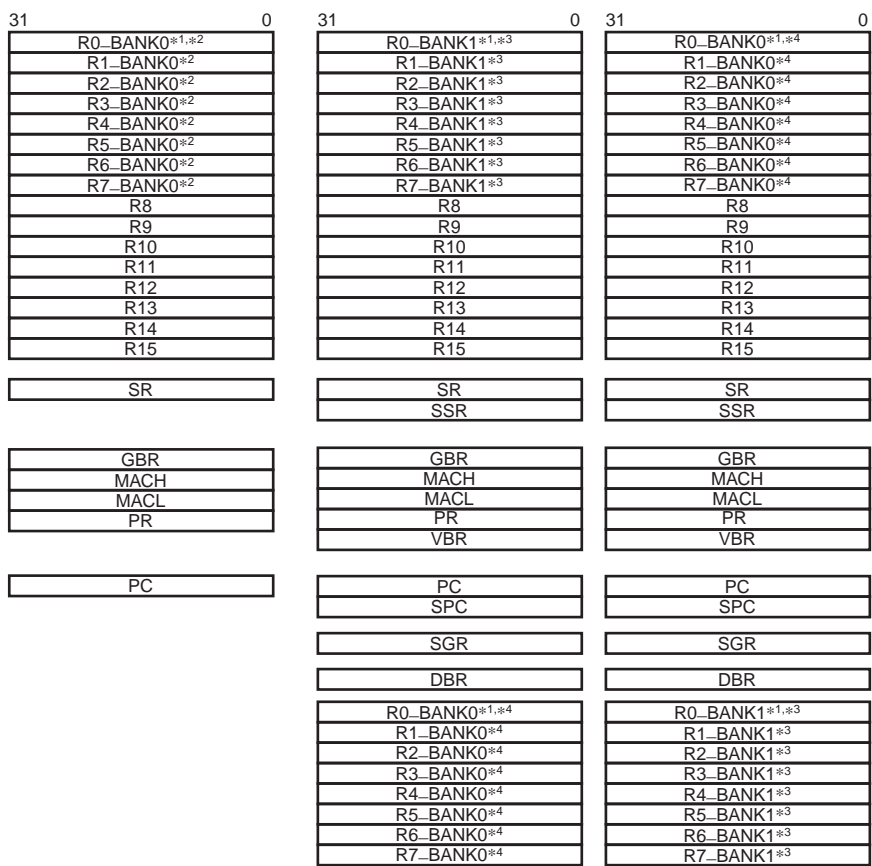 31 0
R0_BANK0*1,*2
R1_BANK0*2
R2_BANK0*2
R3_BANK0*2
R4_BANK0*2
R5_BANK0*2
R6_BANK0*2
R7_BANK0*2
R8
R9
R10
R11
R12
R13
R14
R15
SR
GBR
MACH
MACL
PR
PC
31 0
R0_BANK1*1,*3
R1_BANK1*3
R2_BANK1*3
R3_BANK1*3
R4_BANK1*3
R5_BANK1*3
R6_BANK1*3
R7_BANK1*3
R8
R9
R10
R11
R12
R13
R14
R15
SR
SSR
GBR
MACH
MACL
PR
VBR
PC
SPC
SGR
DBR
R0_BANK0*1,*4
R1_BANK0*4
R2_BANK0*4
R3_BANK0*4
R4_BANK0*4
R5_BANK0*4
R6_BANK0*4
R7_BANK0*4
31 0
R0_BANK0*1,*4
R1_BANK0*4
R2_BANK0*4
R3_BANK0*4
R4_BANK0*4
R5_BANK0*4
R6_BANK0*4
R7_BANK0*4
R8
R9
R10
R11
R12
R13
R14
R15
SR
SSR
GBR
MACH
MACL
PR
VBR
PC
SPC
SGR
DBR
R0_BANK1*1,*3
R1_BANK1*3
R2_BANK1*3
R3_BANK1*3
R4_BANK1*3
R5_BANK1*3
R6_BANK1*3
R7_BANK1*3